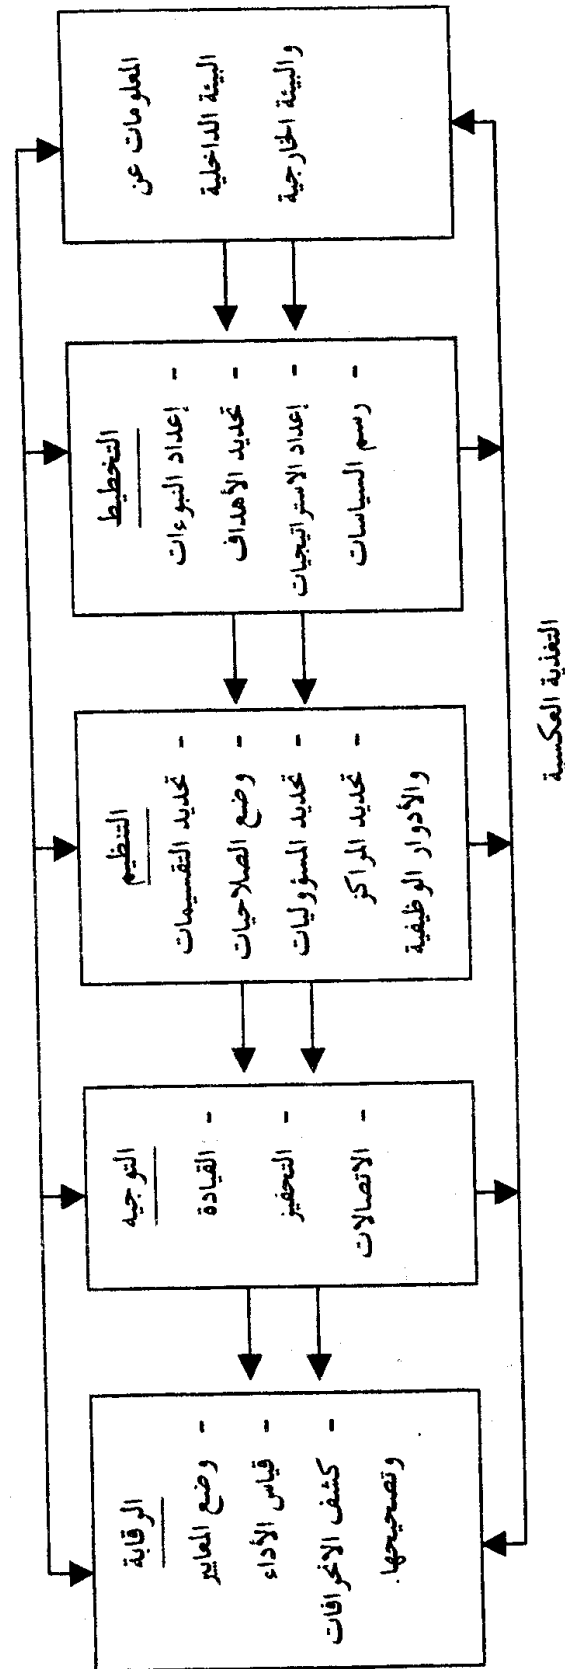 المعلومات عن
البيئة الداخلية
والبيئة الخارجية
التخطيط
- إعداد التنبوءات
- تحديد الأهداف
- إعداد الاستراتيجيات
- رسم السياسات
التنظيم
- تحديد التقسيمات
- وضع الصلاحيات
- تحديد المسؤوليات
- تحديد المراكز
والأدوار الوظيفية
التوجيه
- القيادة
- التحفيز
- الاتصالات
الرقابة
- وضع المعايير
- قياس الأداء
- كشف الانحرافات
وتصحيحها.
التغذية العكسية